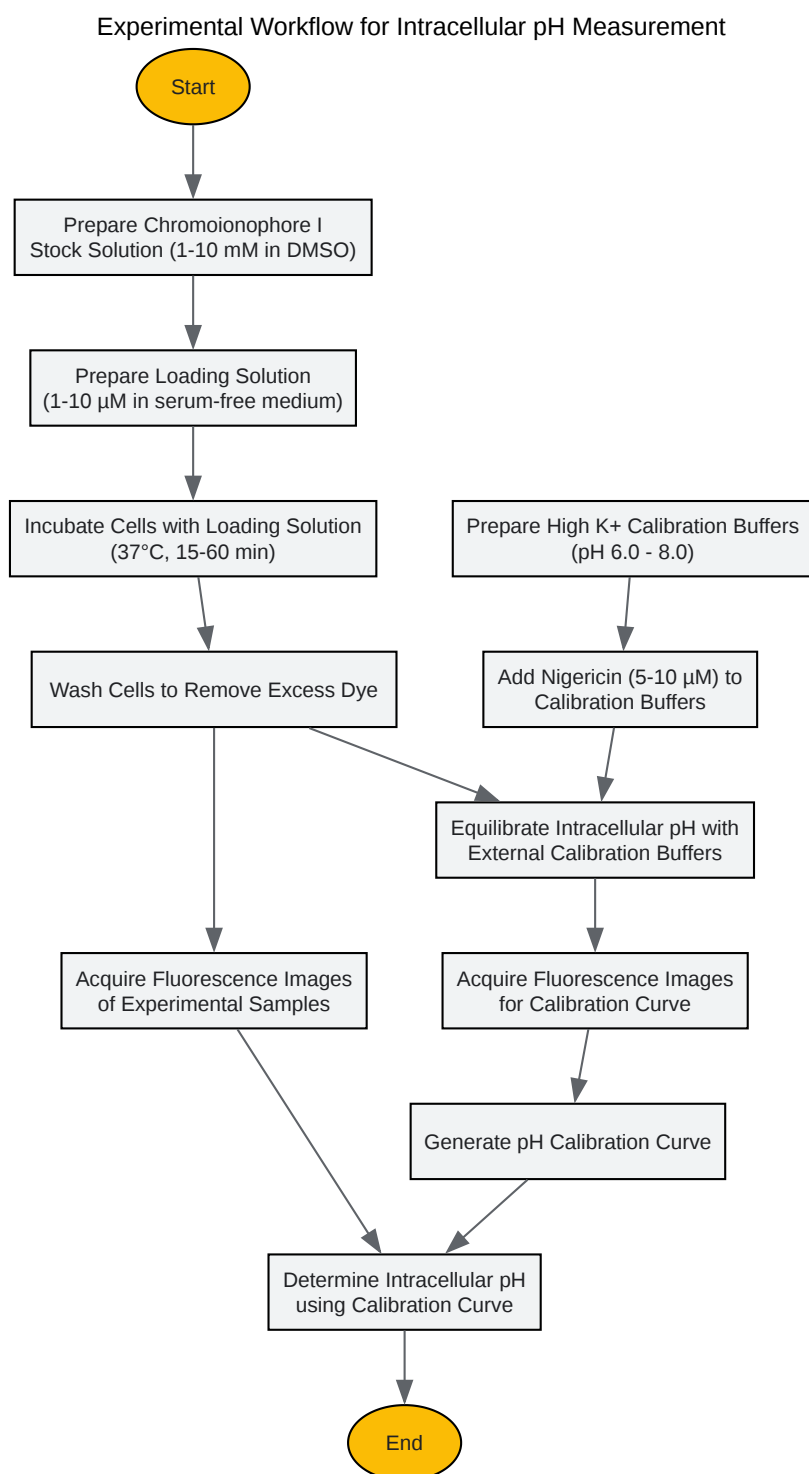 Experimental Workflow for Intracellular pH Measurement
Start
Prepare Chromoionophore I
Stock Solution (1-10 mM in DMSO)
Prepare Loading Solution
(1-10 µM in serum-free medium)
Incubate Cells with Loading Solution
(37°C, 15-60 min)
Prepare High K+ Calibration Buffers
(pH 6.0 - 8.0)
Wash Cells to Remove Excess Dye
Add Nigericin (5-10 µM) to
Calibration Buffers
Equilibrate Intracellular pH with
External Calibration Buffers
Acquire Fluorescence Images
of Experimental Samples
Acquire Fluorescence Images
for Calibration Curve
Generate pH Calibration Curve
Determine Intracellular pH
using Calibration Curve
End